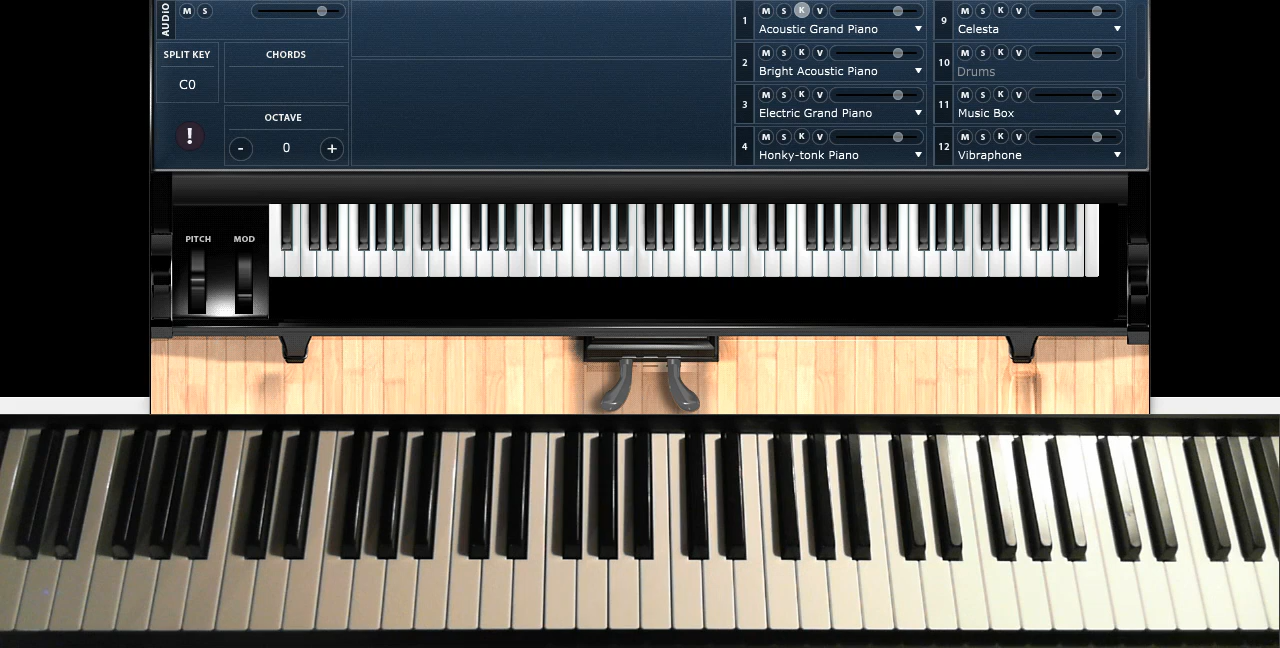 AUDIO
M S
SPLIT KEY
C0
CHORDS
!
OCTAVE
- 0 +
1
M S K V
Acoustic Grand Piano
2
M S K V
Bright Acoustic Piano
3
M S K V
Electric Grand Piano
4
M S K V
Honky-tonk Piano
9
M S K V
Celesta
10
M S K V
Drums
11
M S K V
Music Box
12
M S K V
Vibraphone
PITCH
MOD